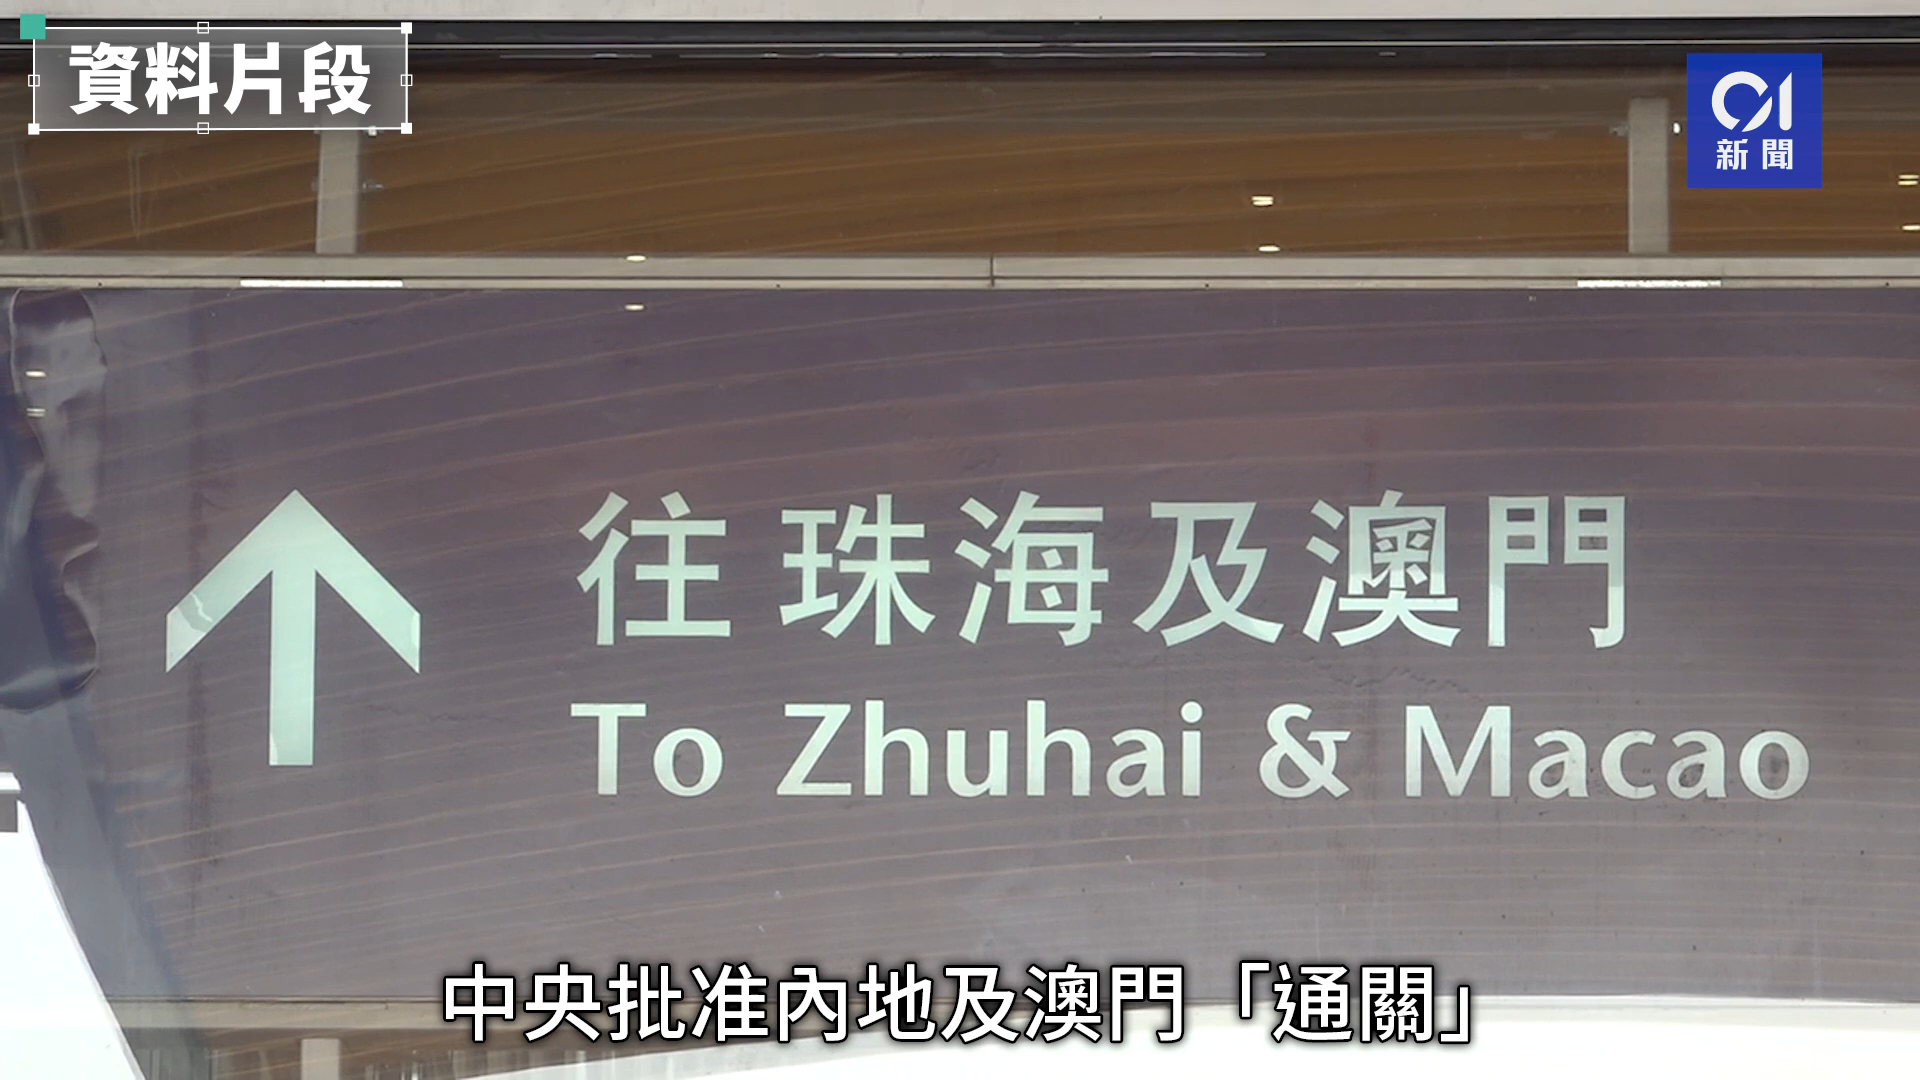 資料片段
01
新聞
往珠海及澳門
To Zhuhai & Macao
中央批准內地及澳門「通關」